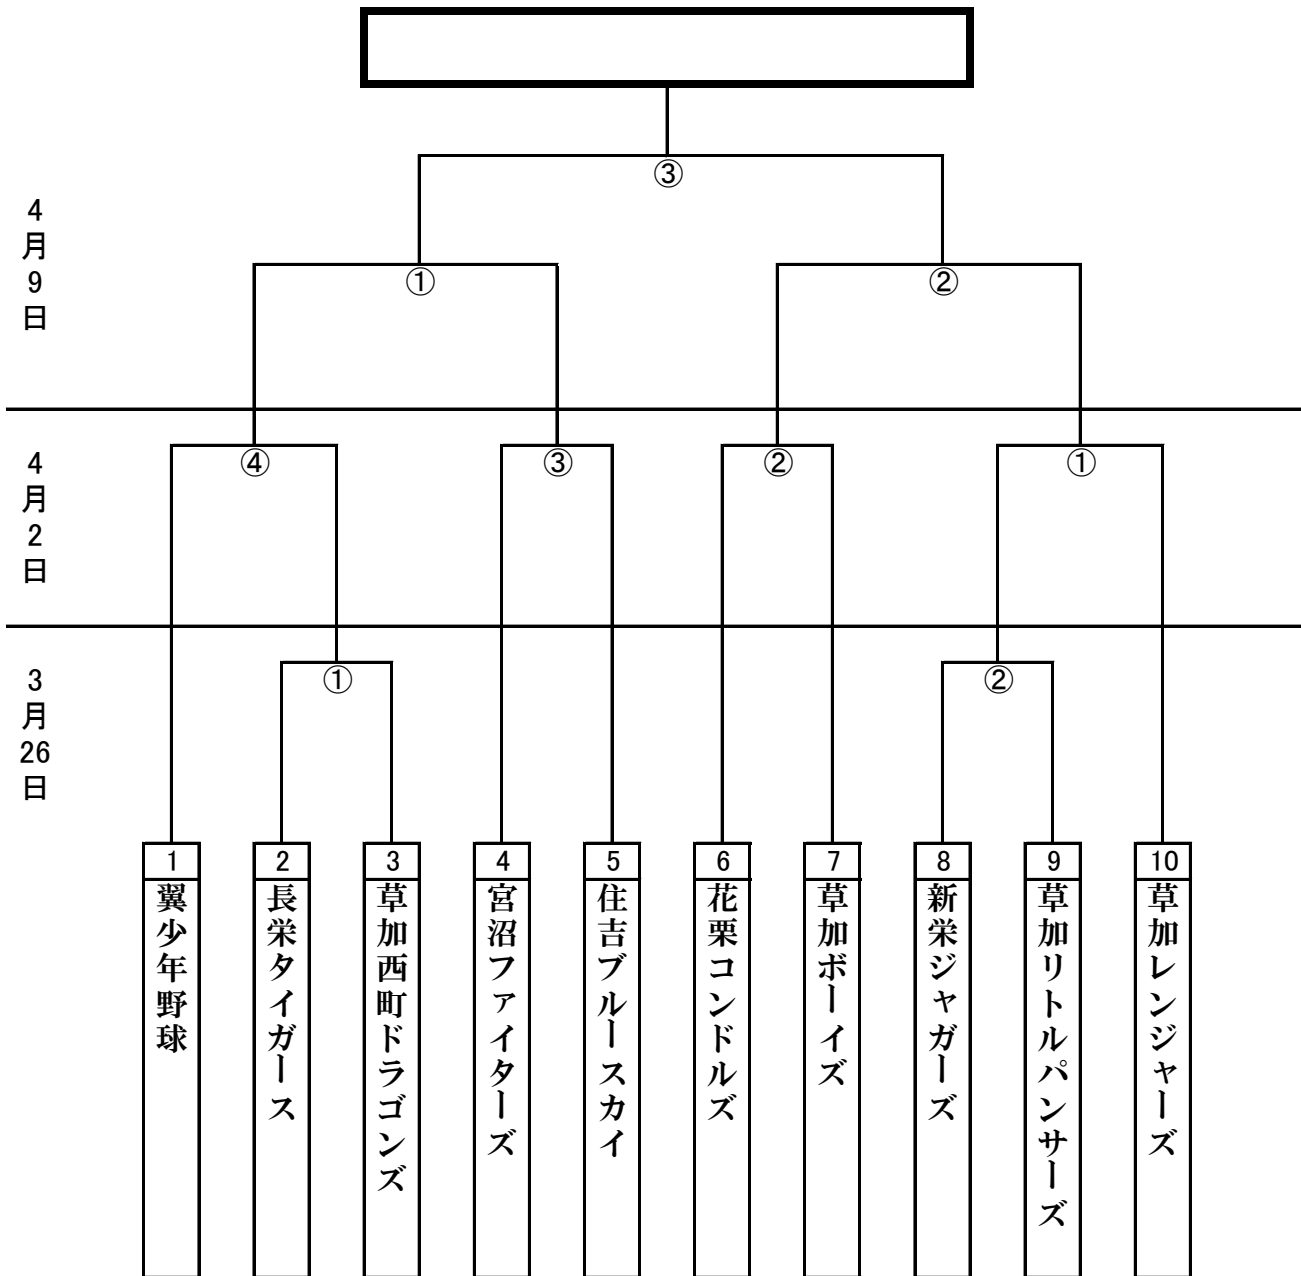 ③
4月9日
①
②
4月2日
④
③
②
①
3月26日
①
②
1
2
3
4
5
6
7
8
9
10
翼少年野球
長栄タイガース
草加西町ドラゴンズ
宮沼ファイターズ
住吉ブルースカイ
花栗コンドルズ
草加ボーイズ
新栄ジャガーズ
草加リトルパンサーズ
草加レンジャーズ